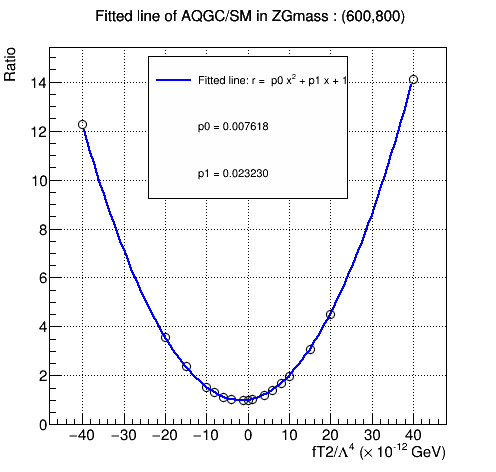 Fitted line of AQGC/SM in ZGmass : (600,800)
Ratio
Fitted line: r = p0 x² + p1 x + 1
p0 = 0.007618
p1 = 0.023230
14
12
10
8
6
4
2
0
−40 −30 −20 −10 0 10 20 30 40
fT2/Λ⁴ (× 10⁻¹² GeV)